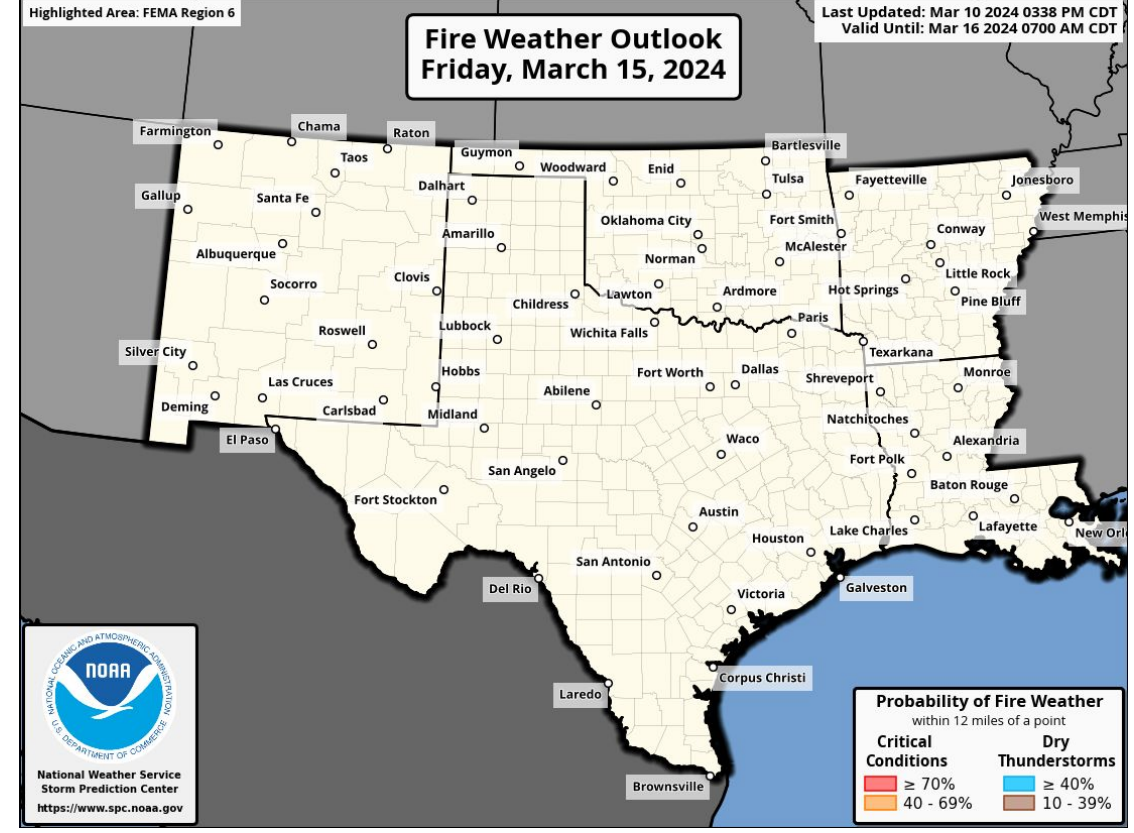 Highlighted Area: FEMA Region 6
Last Updated: Mar 10 2024 0338 PM CDT
Valid Until: Mar 16 2024 0700 AM CDT
Fire Weather Outlook
Friday, March 15, 2024
Farmington
Chama
Raton
Taos
Guymon
Woodward
Enid
Bartlesville
Tulsa
Fayetteville
Jonesboro
Gallup
Santa Fe
Dalhart
Oklahoma City
Fort Smith
West Memphis
Amarillo
McAlester
Conway
Albuquerque
Norman
Socorro
Clovis
Childress
Lawton
Ardmore
Hot Springs
Little Rock
Pine Bluff
Roswell
Lubbock
Wichita Falls
Paris
Silver City
Texarkana
Hobbs
Las Cruces
Fort Worth
Dallas
Shreveport
Monroe
Deming
Carlsbad
Midland
Abilene
Natchitoches
El Paso
Waco
Alexandria
San Angelo
Fort Polk
Fort Stockton
Baton Rouge
Austin
Lake Charles
Lafayette
New Orl
Houston
San Antonio
Del Rio
Victoria
Galveston
Corpus Christi
Laredo
Brownsville
NATIONAL OCEANIC AND ATMOSPHERIC ADMINISTRATION
NOAA
U.S. DEPARTMENT OF COMMERCE
National Weather Service
Storm Prediction Center
https://www.spc.noaa.gov
Probability of Fire Weather
within 12 miles of a point
Critical
Conditions
≥ 70%
40 - 69%
Dry
Thunderstorms
≥ 40%
10 - 39%